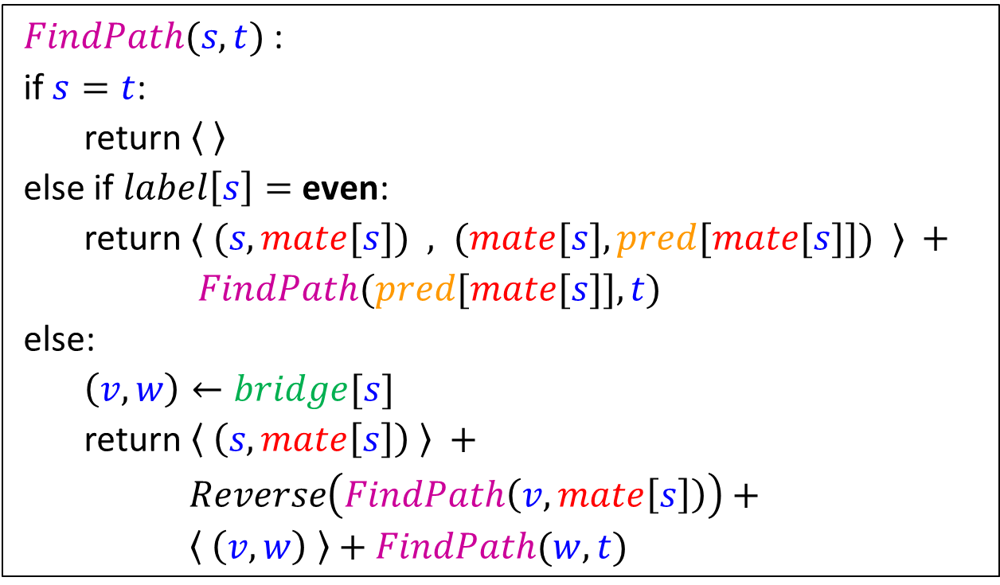 FindPath(s,t) :
if s = t:
return ⟨ ⟩
else if label[s] = even:
return ⟨ (s,mate[s]) , (mate[s],pred[mate[s]]) ⟩ +
FindPath(pred[mate[s]],t)
else:
(v,w) ← bridge[s]
return ⟨ (s,mate[s]) ⟩ +
Reverse(FindPath(v,mate[s])) +
⟨ (v,w) ⟩ + FindPath(w,t)